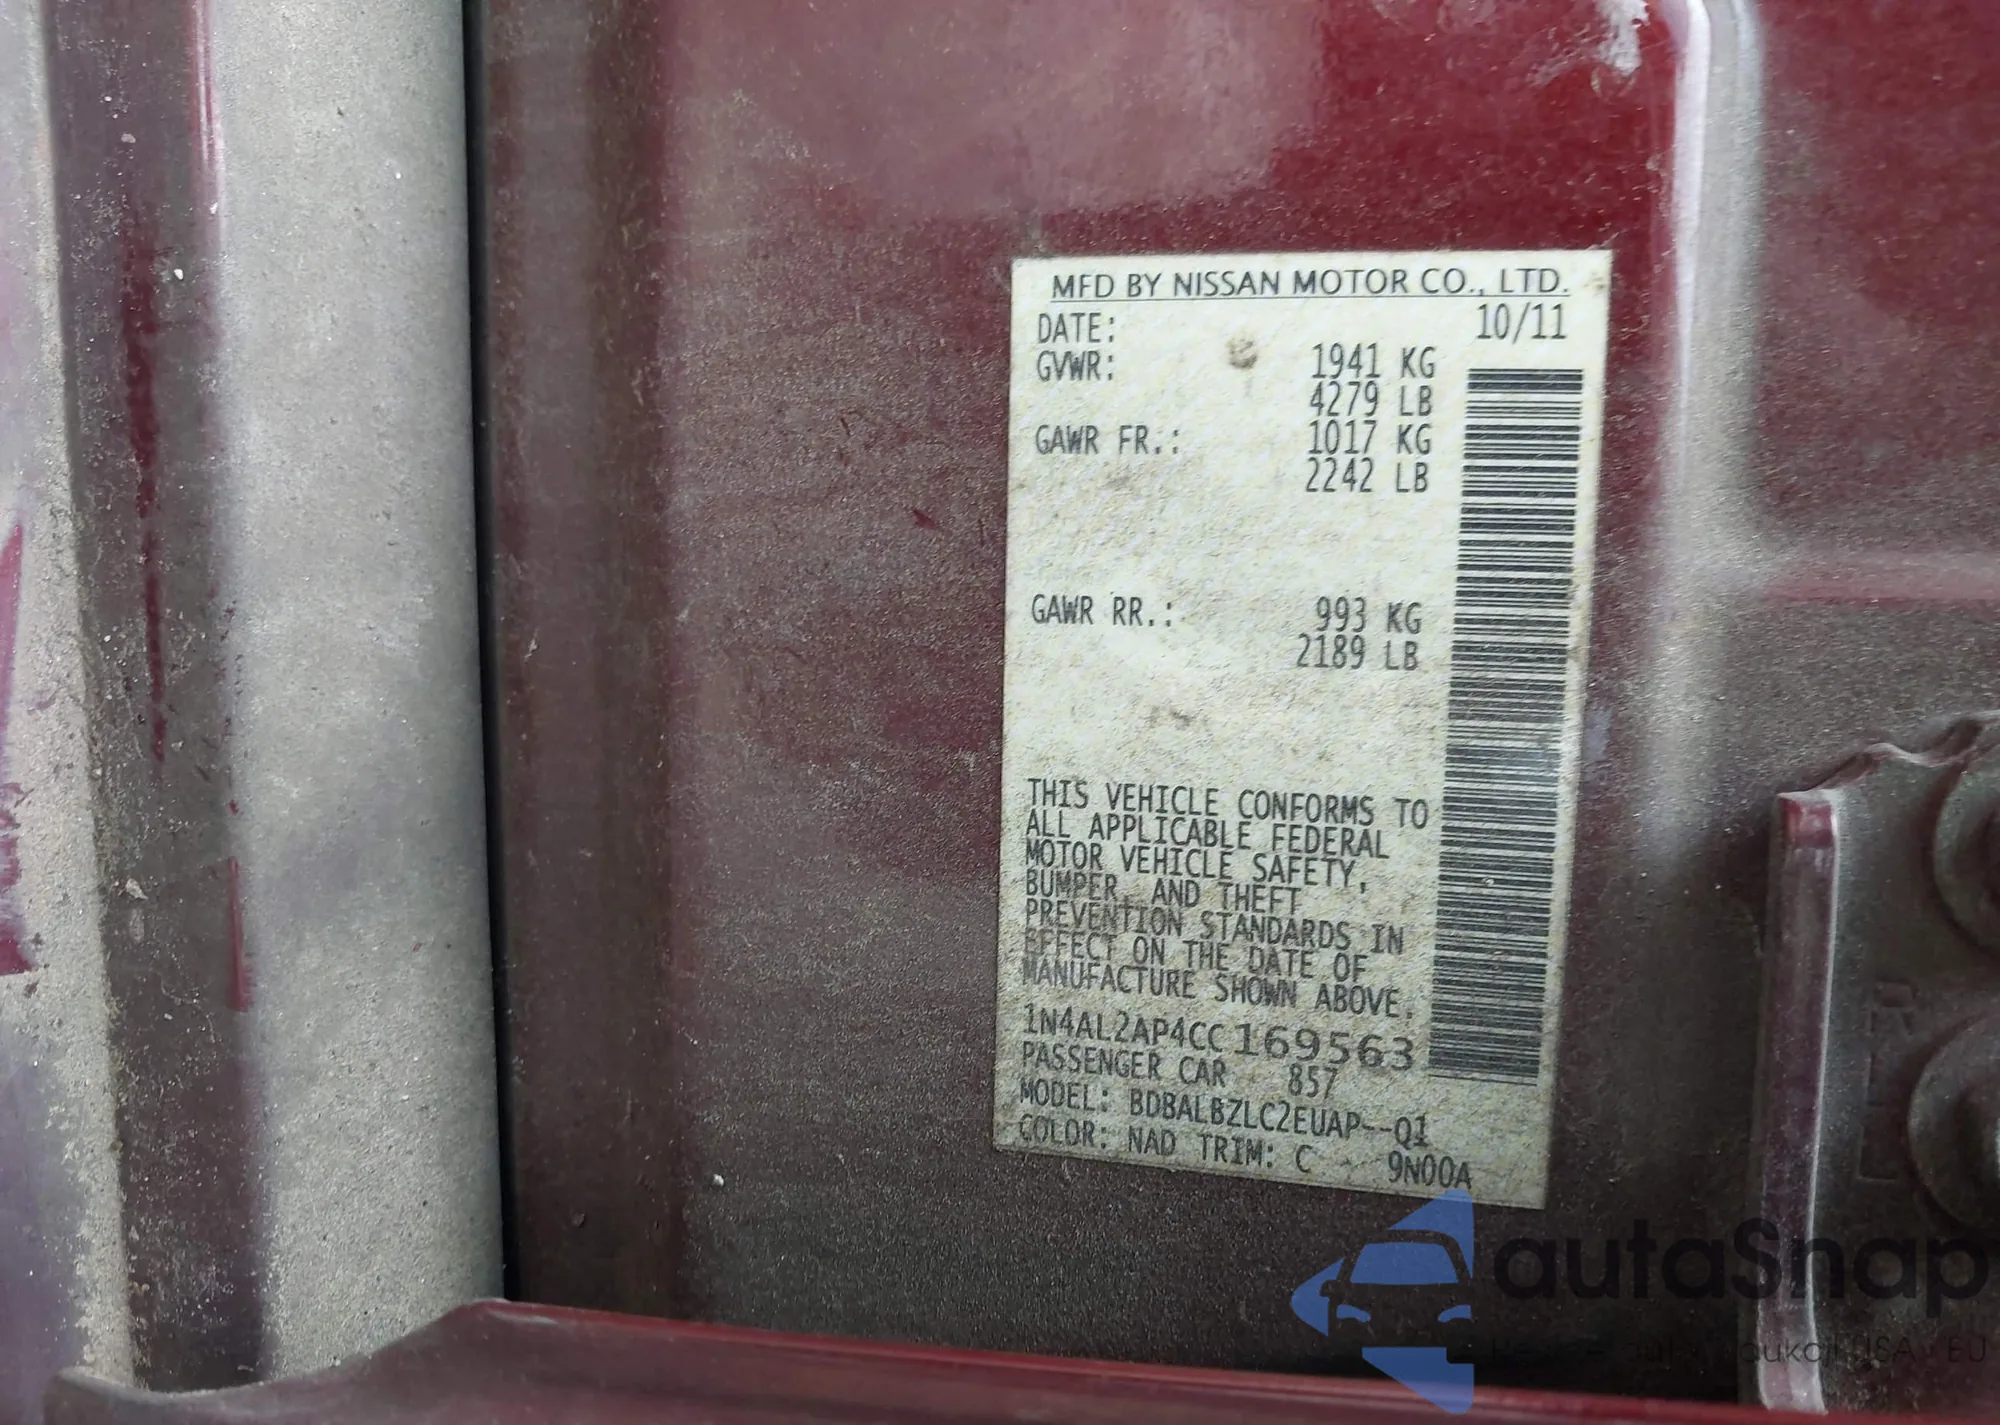 MFD BY NISSAN MOTOR CO., LTD.
DATE: 10/11
GVWR: 1941 KG
4279 LB
GAWR FR.: 1017 KG
2242 LB
GAWR RR.: 993 KG
2189 LB
THIS VEHICLE CONFORMS TO
ALL APPLICABLE FEDERAL
MOTOR VEHICLE SAFETY,
BUMPER, AND THEFT
PREVENTION STANDARDS IN
EFFECT ON THE DATE OF
MANUFACTURE SHOWN ABOVE.
1N4AL2AP4CC169563
PASSENGER CAR 857
MODEL: BDBALBZLC2EUAP--Q1
COLOR: NAD TRIM: C 9N00A
autaSnap
USA EU